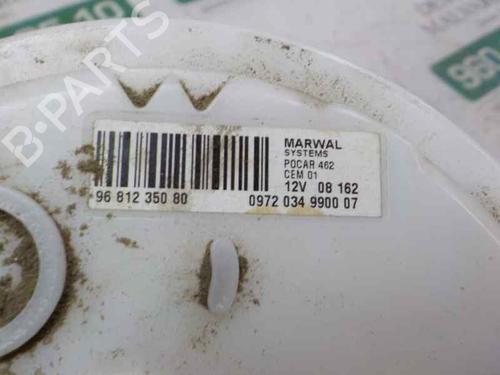 MARWAL
SYSTEMS
POCAR 462
CEM 01
12V 08 162
96 812 350 80
0972 034 9900 07
B-PARTS